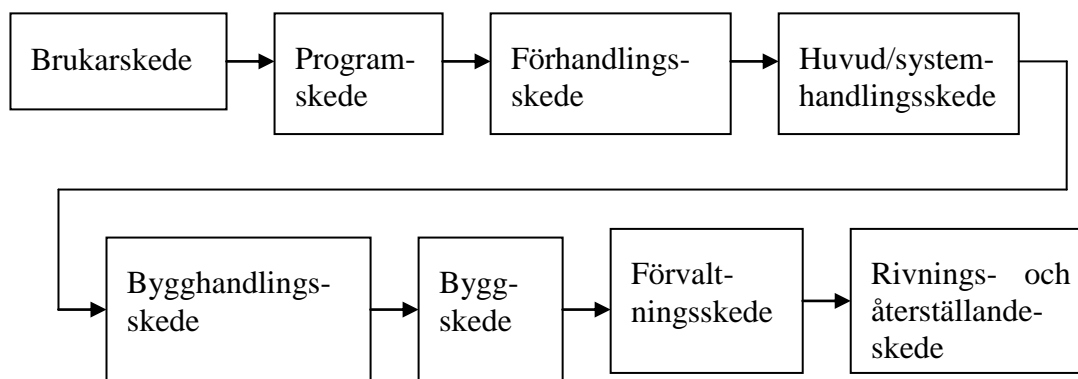 Brukarskede
Program-
skede
Förhandlings-
skede
Huvud/system-
handlingsskede
Bygghandlings-
skede
Bygg-
skede
Förvalt-
ningsskede
Rivnings- och
återställande-
skede